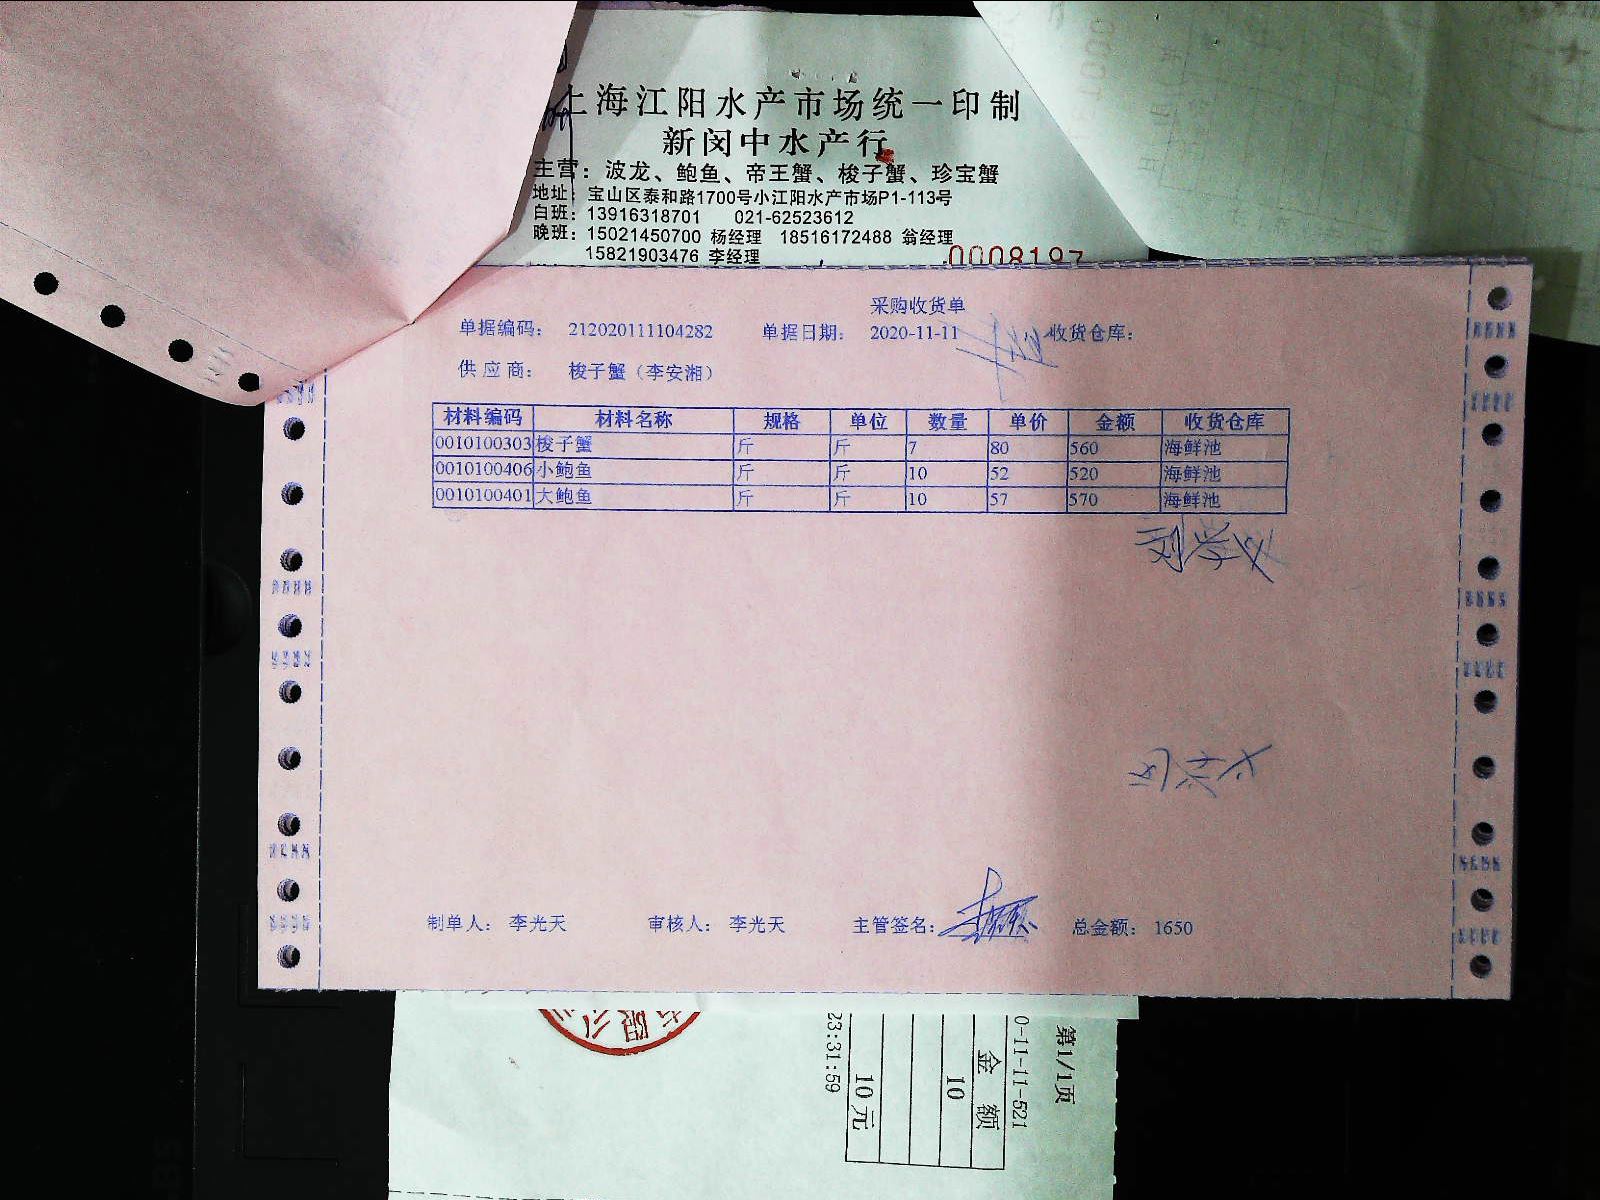 上海江阳水产市场统一印制
新闵中水产行
主营：波龙、鲍鱼、帝王蟹、梭子蟹、珍宝蟹
地址：宝山区泰和路1700号小江阳水产市场P1-113号
白班：13916318701 021-62523612
晚班：15021450700 杨经理 18516172488 翁经理
15821903476 李经理
0008197
采购收货单
单据编码： 212020111104282 单据日期： 2020-11-11 收货仓库：
供应商： 梭子蟹（李安湘）
材料编码 材料名称 规格 单位 数量 单价 金额 收货仓库
0010100303 梭子蟹 斤 斤 7 80 560 海鲜池
0010100406 小鲍鱼 斤 斤 10 52 520 海鲜池
0010100401 大鲍鱼 斤 斤 10 57 570 海鲜池
制单人： 李光天 审核人： 李光天 主管签名： 总金额： 1650
第1/1页
0-11-11-521
金额
10
10元
23:31:59
有限公